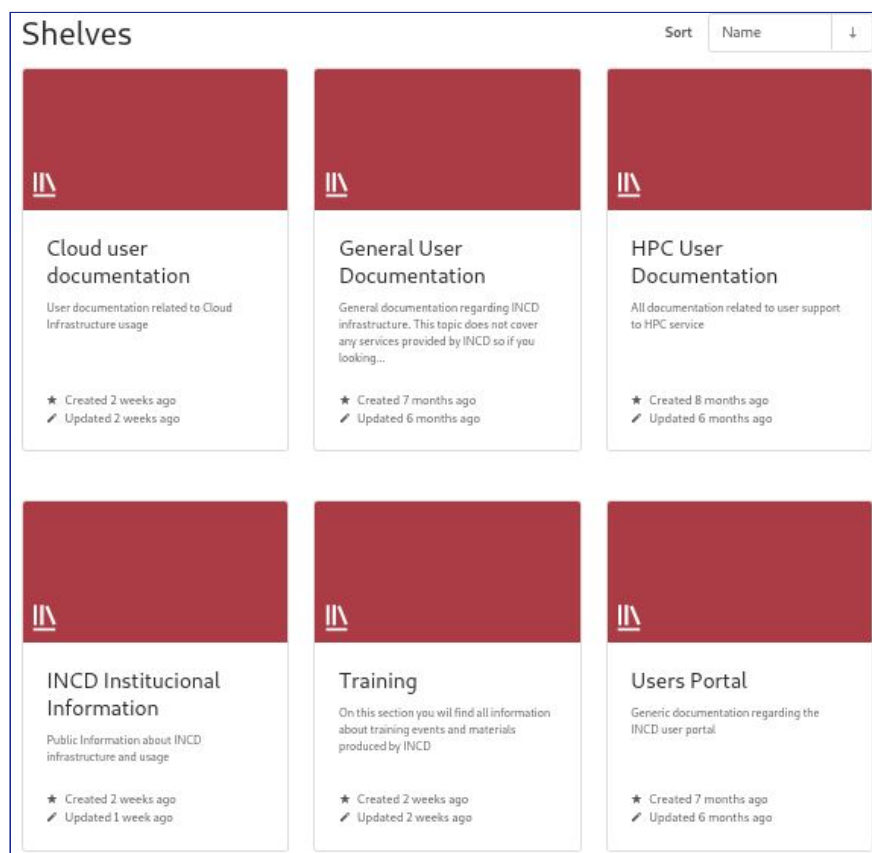 Shelves
Sort Name ↓
Cloud user
documentation
User documentation related to Cloud
Infrastructure usage
Created 2 weeks ago
Updated 2 weeks ago
General User
Documentation
General documentation regarding INCD
infrastructure. This topic does not cover
any services provided by INCD so if you
looking...
Created 7 months ago
Updated 6 months ago
HPC User
Documentation
All documentation related to user support
to HPC service
Created 8 months ago
Updated 6 months ago
INCD Institucional
Information
Public Information about INCD
infrastructure and usage
Created 2 weeks ago
Updated 1 week ago
Training
On this section you wil find all information
about training events and materials
produced by INCD
Created 2 weeks ago
Updated 2 weeks ago
Users Portal
Generic documentation regarding the
INCD user portal
Created 7 months ago
Updated 6 months ago